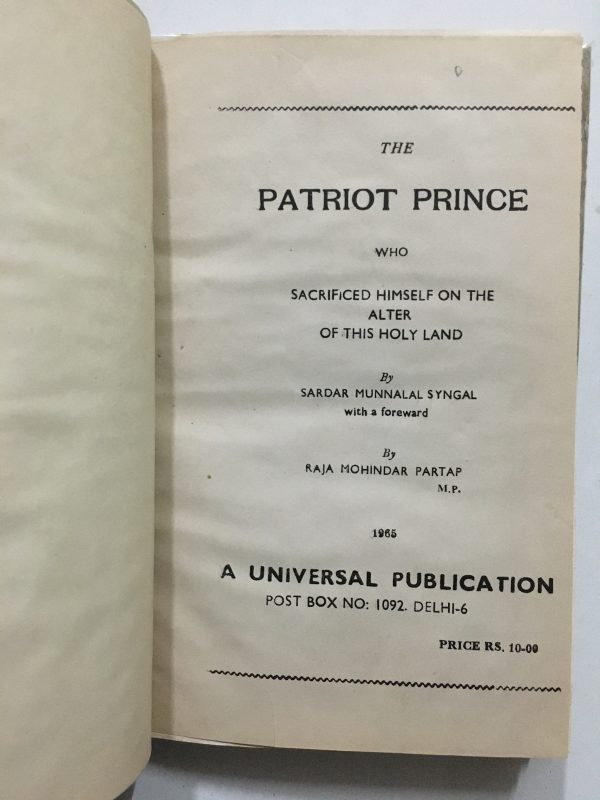 THE
PATRIOT PRINCE
WHO
SACRIFICED HIMSELF ON THE
ALTER
OF THIS HOLY LAND
By
SARDAR MUNNALAL SYNGAL
with a foreward
By
RAJA MOHINDAR PARTAP
M.P.
1965
A UNIVERSAL PUBLICATION
POST BOX NO: 1092. DELHI-6
PRICE RS. 10-00